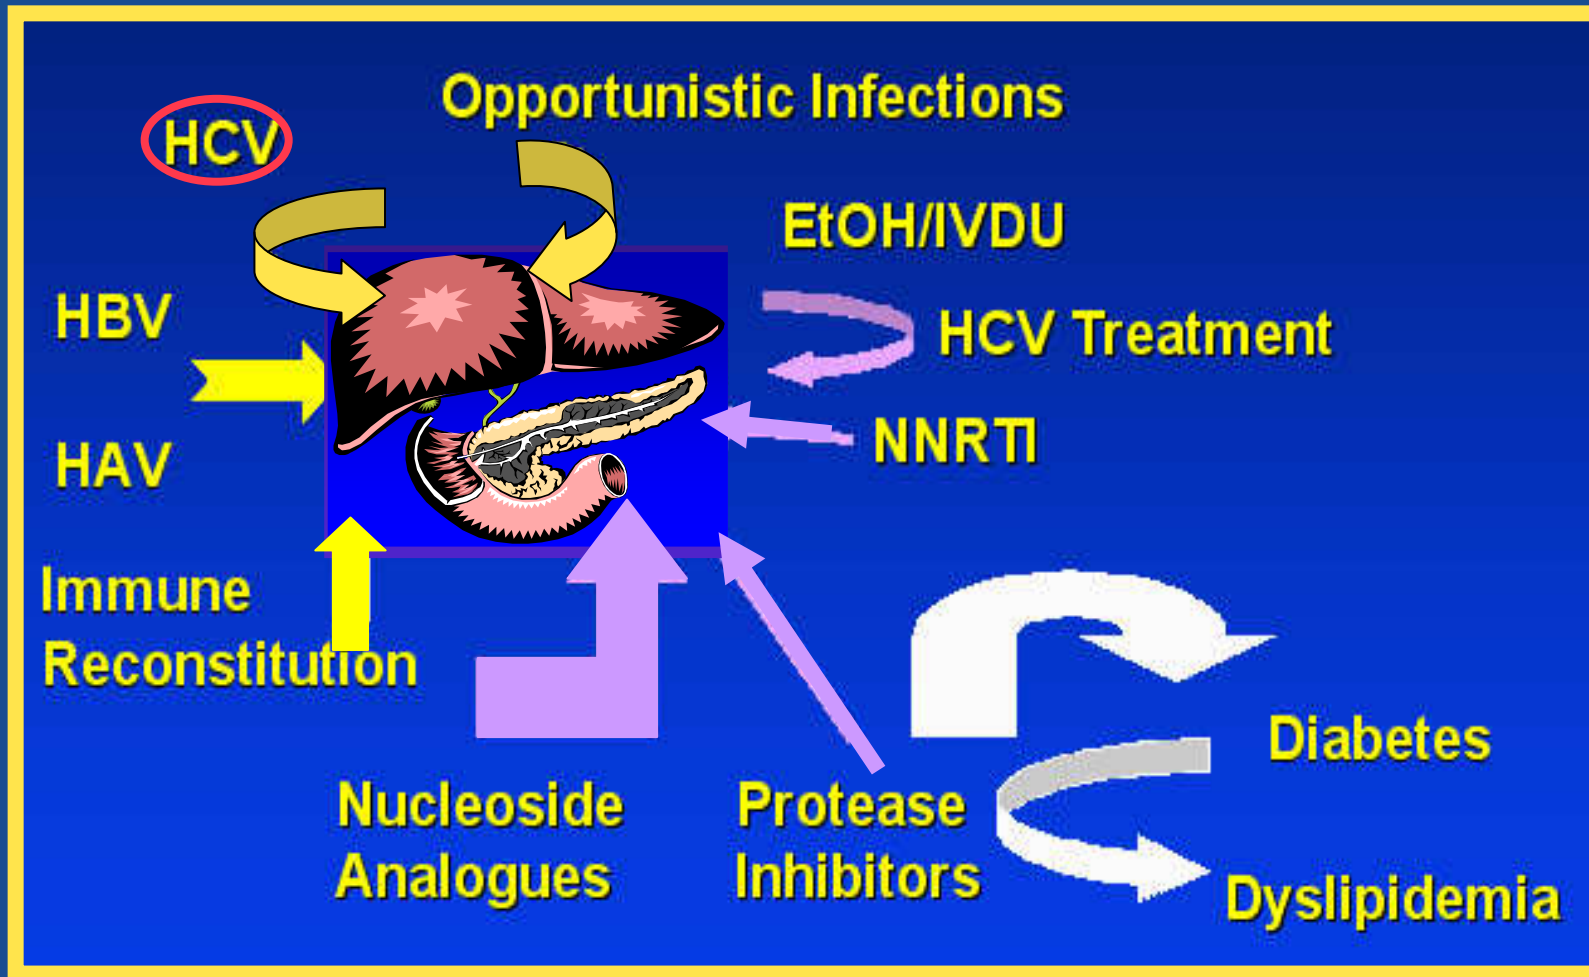 Opportunistic Infections
HCV
EtOH/IVDU
HBV
HCV Treatment
NNRTI
HAV
Immune
Reconstitution
Diabetes
Nucleoside
Analogues
Protease
Inhibitors
Dyslipidemia